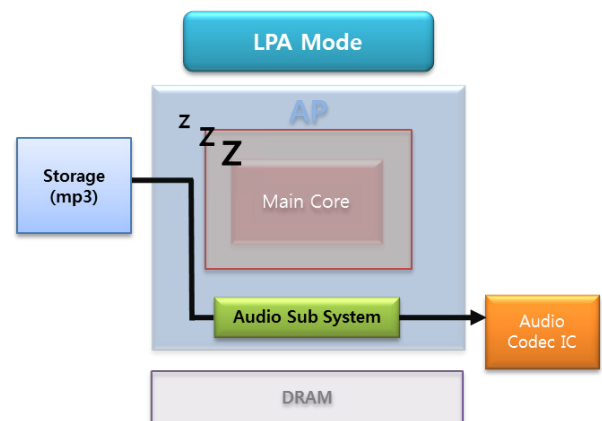 LPA Mode
AP
z
z
z
Storage
(mp3)
Main Core
Audio Sub System
Audio
Codec IC
DRAM